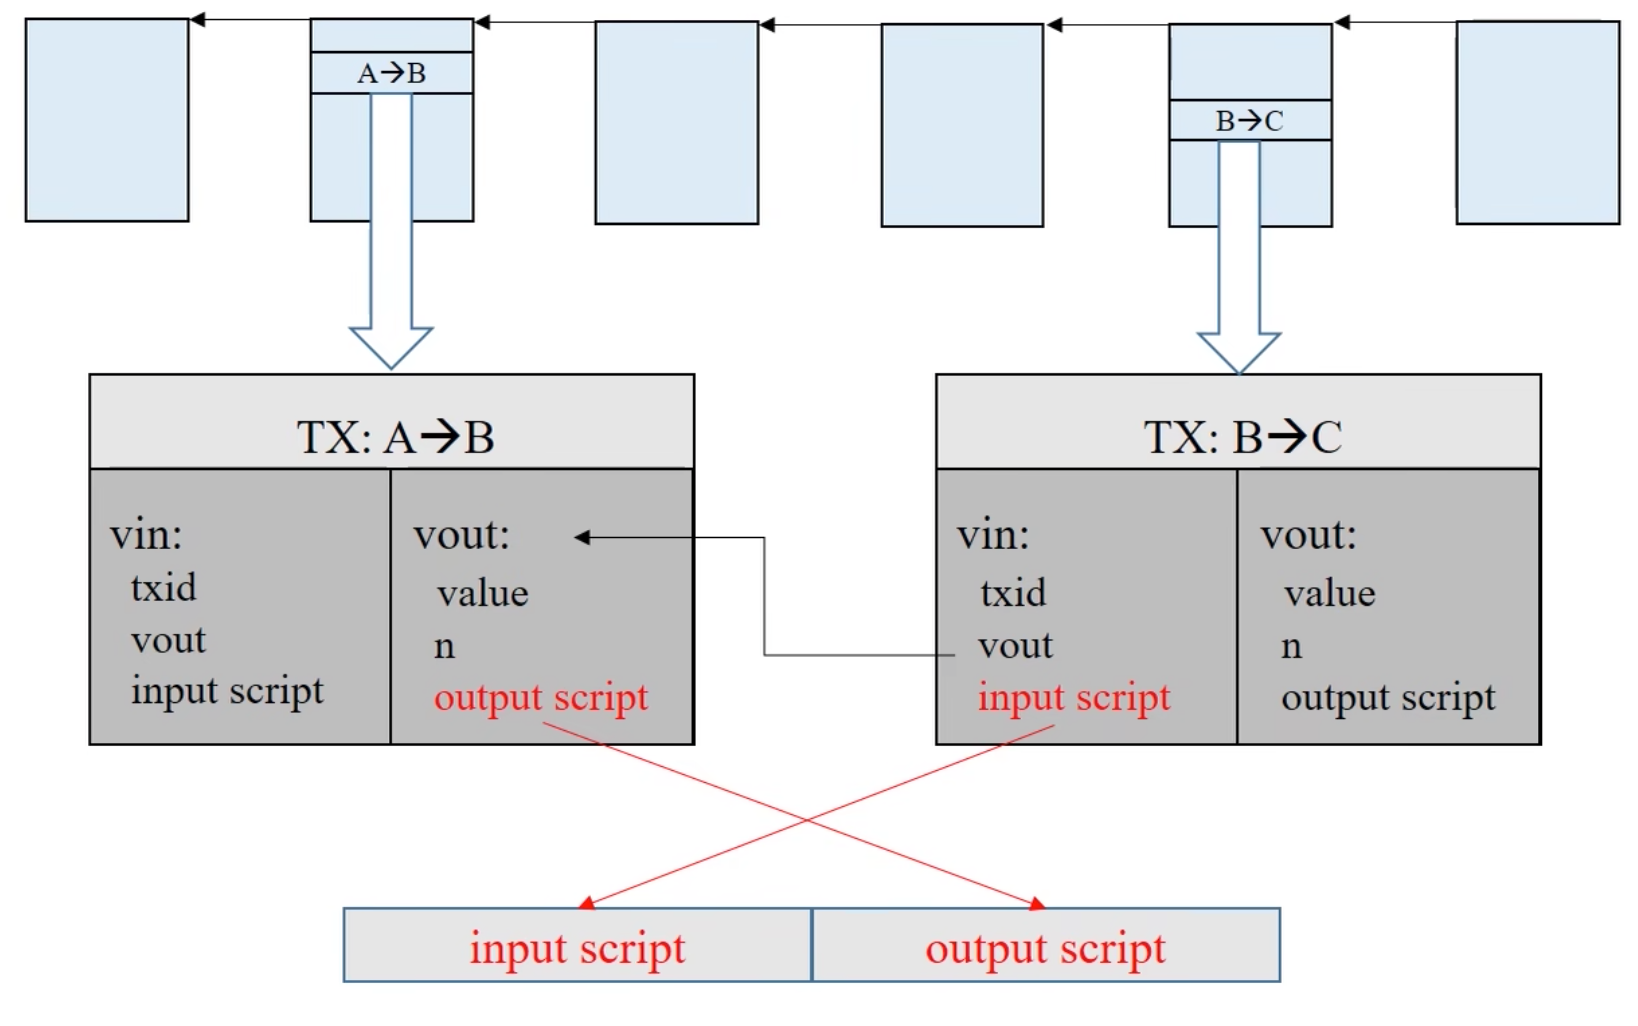 A→B
B→C
TX: A→B
vin:
txid
vout
input script
vout:
value
n
output script
TX: B→C
vin:
txid
vout
input script
vout:
value
n
output script
input script
output script